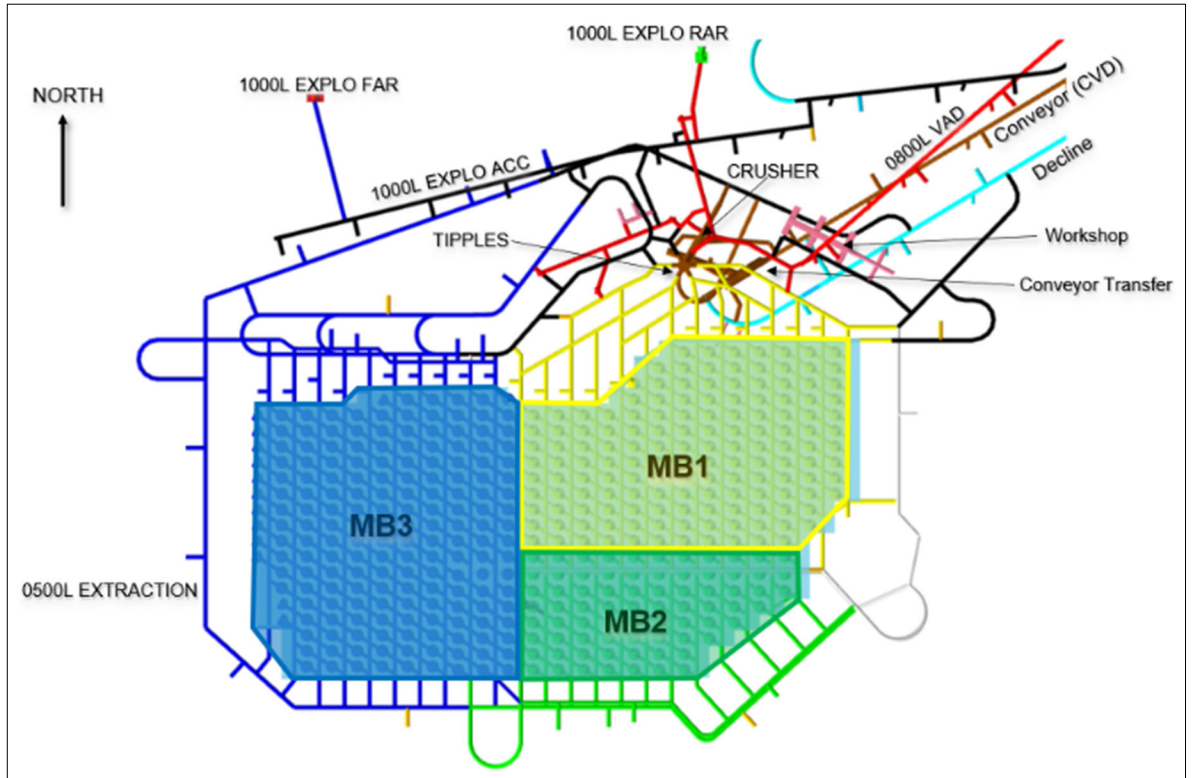 1000L EXPLO RAR
1000L EXPLO FAR
NORTH
Conveyor (CVD)
0800L VAD
1000L EXPLO ACC
CRUSHER
Decline
TIPPLES
Workshop
Conveyor Transfer
MB1
MB3
0500L EXTRACTION
MB2